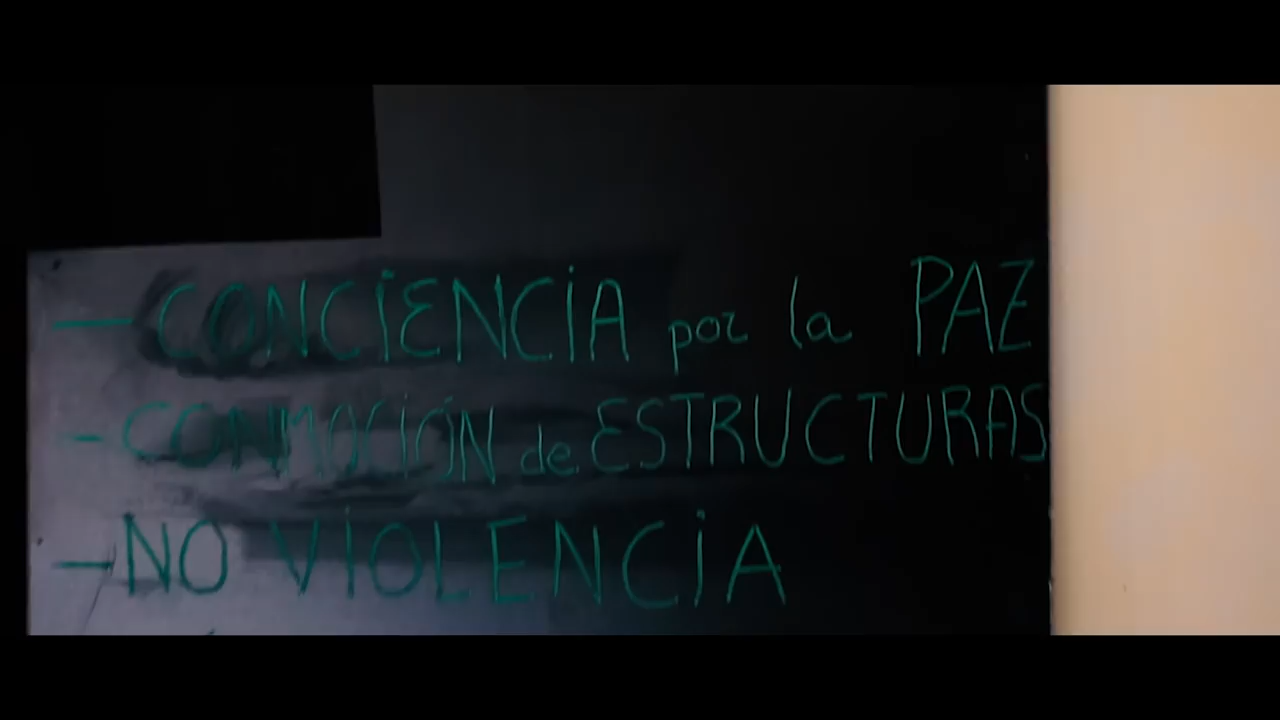 — CONCIENCIA por la PAZ
- CONMOCIÓN de ESTRUCTURAS
— NO VIOLENCIA